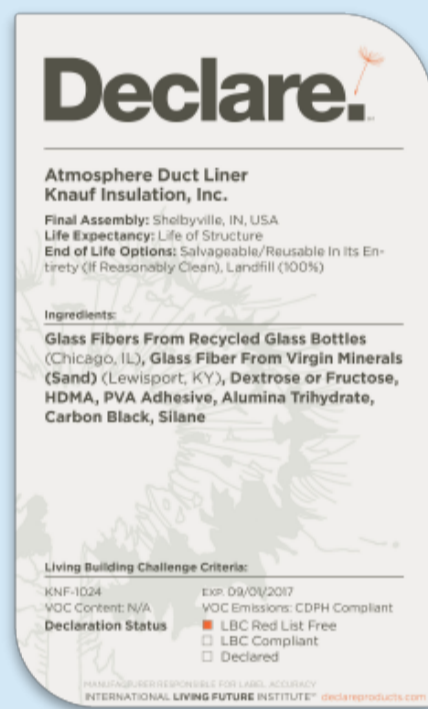 Declare.
Atmosphere Duct Liner
Knauf Insulation, Inc.
Final Assembly: Shelbyville, IN, USA
Life Expectancy: Life of Structure
End of Life Options: Salvageable/Reusable In Its En-
tirety (If Reasonably Clean), Landfill (100%)
Ingredients:
Glass Fibers From Recycled Glass Bottles
(Chicago, IL), Glass Fiber From Virgin Minerals
(Sand) (Lewisport, KY), Dextrose or Fructose,
HDMA, PVA Adhesive, Alumina Trihydrate,
Carbon Black, Silane
Living Building Challenge Criteria:
KNF-1024 EXP. 09/01/2017
VOC Content: N/A VOC Emissions: CDPH Compliant
Declaration Status LBC Red List Free
LBC Compliant
Declared
MANUFACTURER RESPONSIBLE FOR LABEL ACCURACY
INTERNATIONAL LIVING FUTURE INSTITUTE™ declareproducts.com